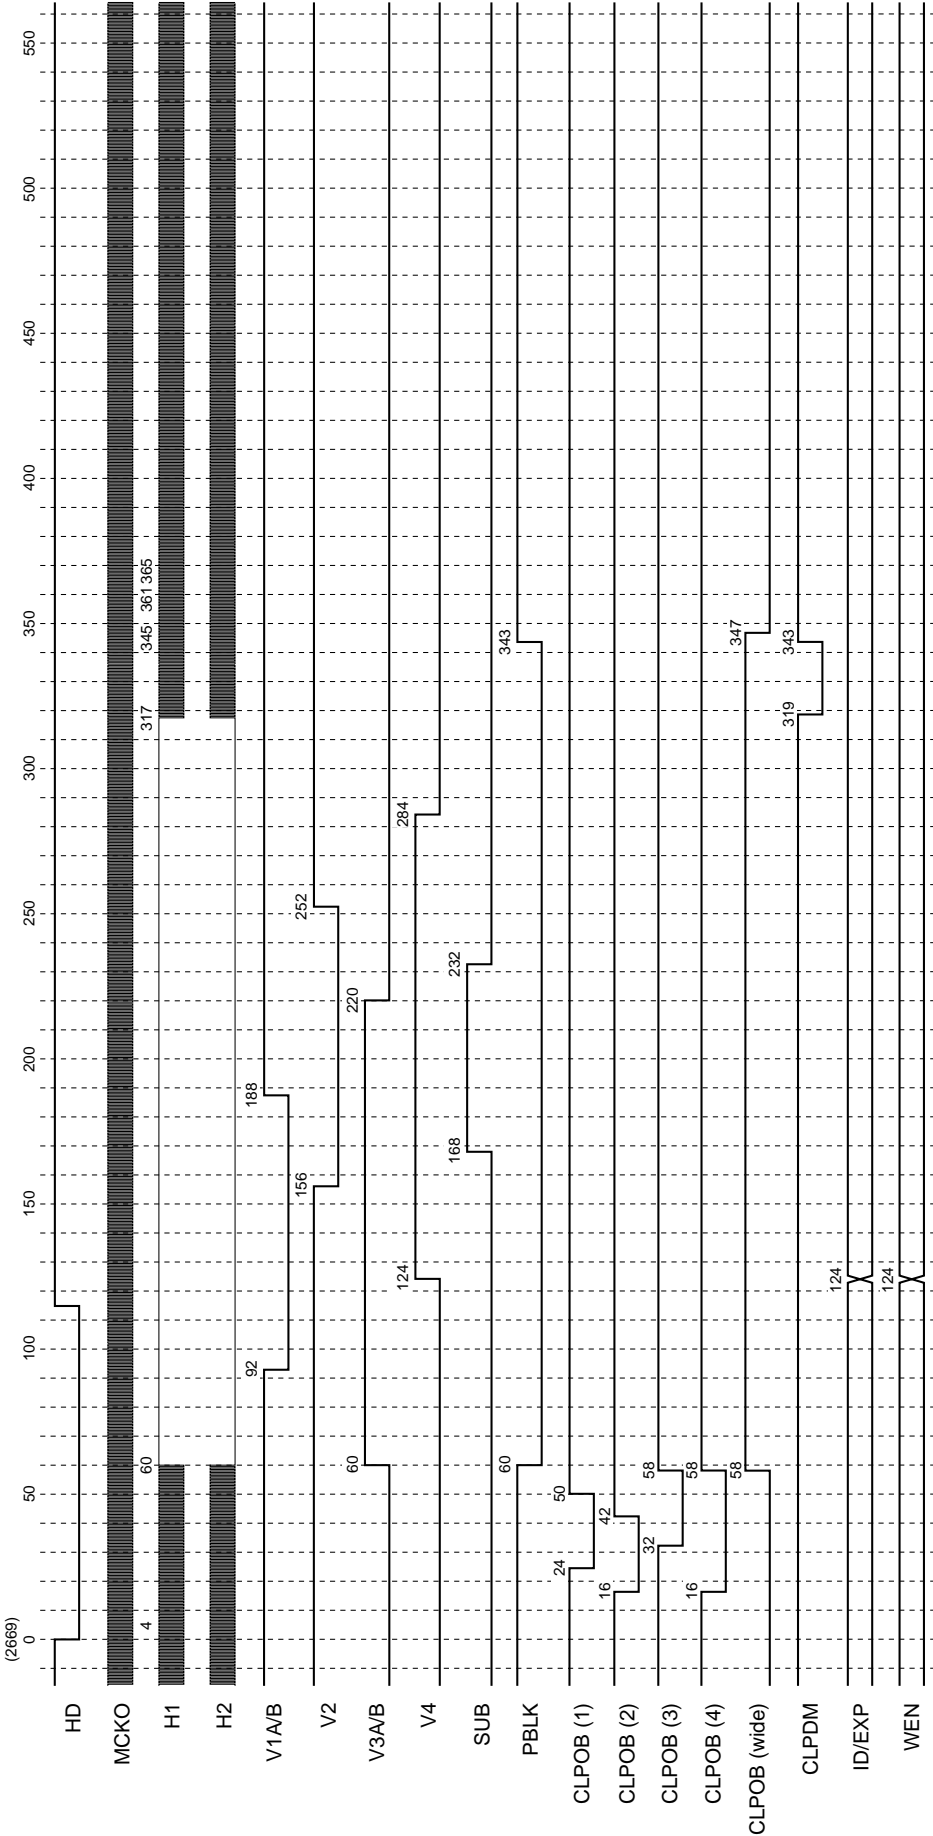 (2669)
0 50 100 150 200 250 300 350 400 450 500 550
HD
MCKO
H1 4 60 317 345 361 365
H2
V1A/B 92 188
V2 156 252
V3A/B 60 220
V4 124 284
SUB 168 232
PBLK 60 343
CLPOB (1) 24 50
CLPOB (2) 16 42
CLPOB (3) 32 58
CLPOB (4) 16 58
CLPOB (wide) 58 347
CLPDM 319 343
ID/EXP 124
WEN 124